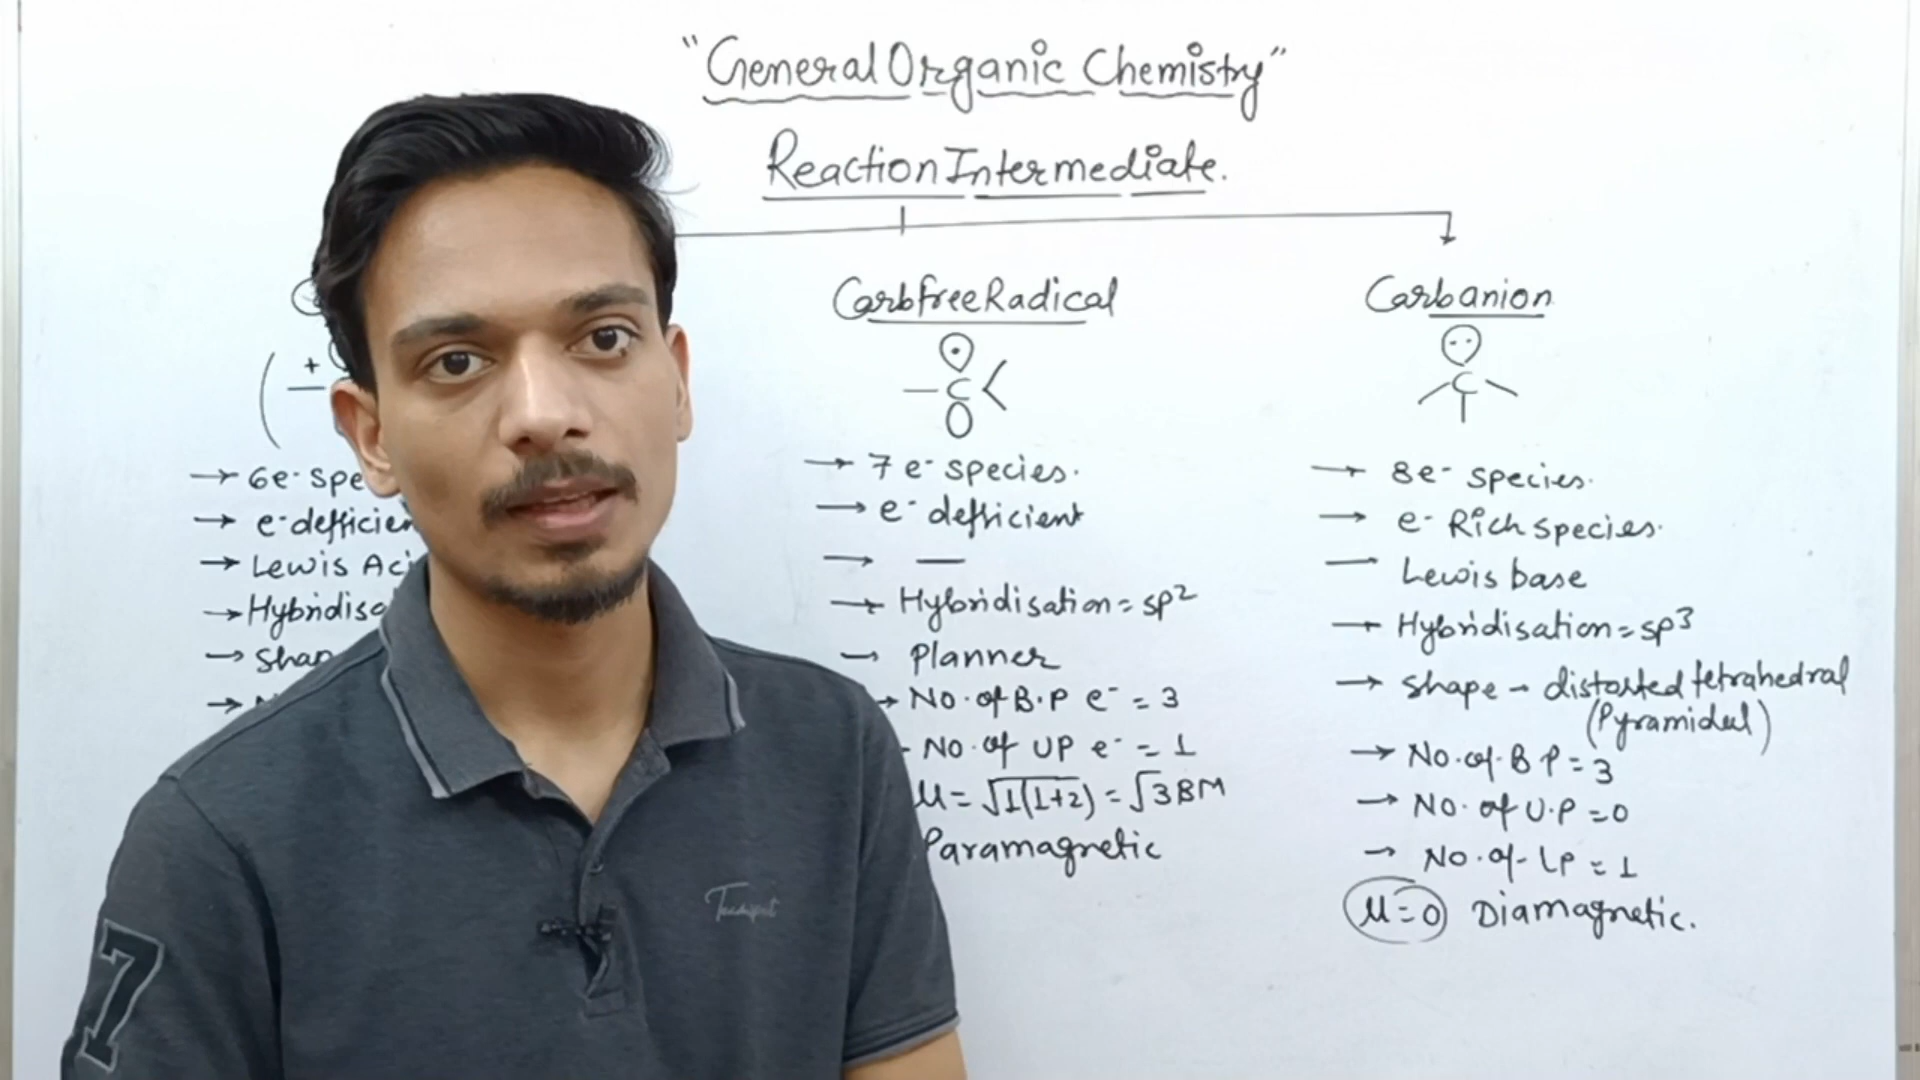 "General Organic Chemistry"
Reaction Intermediate.
+
→ 6e- spe
→ e-defficien
→ Lewis Aci
→ Hybridisa
→ Shap
→ N
Carbfree Radical
C
→ 7 e- species.
→ e- defficient
→ —
→ Hybridisation = sp2
→ Planner
→ No. of B.P e- = 3
- No. of UP e- = 1
μ = √1(1+2) = √3 BM
Paramagnetic
Carbanion
C
→ 8e- species.
→ e- Rich species.
— Lewis base
→ Hybridisation = sp3
→ Shape → distorted tetrahedral
(Pyramidal)
→ No. of B P = 3
→ No. of U.P = 0
→ No. of LP = 1
μ = 0 Diamagnetic.
7